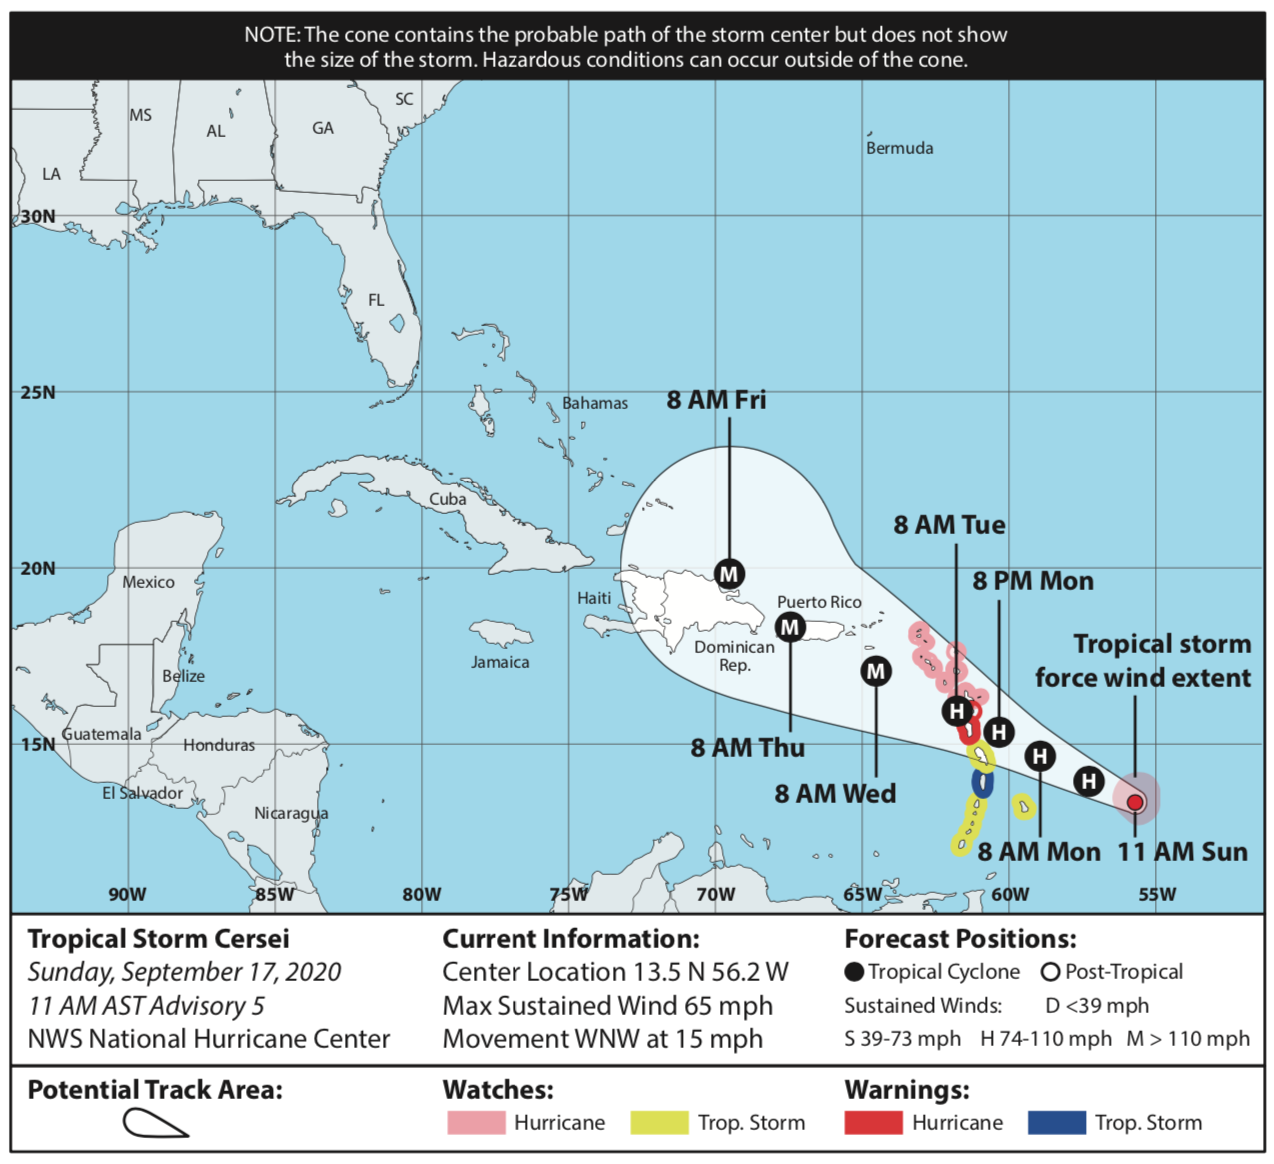 NOTE: The cone contains the probable path of the storm center but does not show
the size of the storm. Hazardous conditions can occur outside of the cone.
SC
MS
AL
GA
Bermuda
LA
30N
FL
25N
Bahamas
8 AM Fri
Cuba
8 AM Tue
20N
M
Mexico
8 PM Mon
Haiti
Puerto Rico
M
Tropical storm
force wind extent
Dominican
Rep.
Jamaica
M
Belize
H
Guatemala
H
15N
Honduras
8 AM Thu
H
H
El Salvador
8 AM Wed
Nicaragua
8 AM Mon
11 AM Sun
90W
85W
80W
75W
70W
65W
60W
55W
Tropical Storm Cersei
Sunday, September 17, 2020
11 AM AST Advisory 5
NWS National Hurricane Center
Current Information:
Center Location 13.5 N 56.2 W
Max Sustained Wind 65 mph
Movement WNW at 15 mph
Forecast Positions:
Tropical Cyclone Post-Tropical
Sustained Winds: D <39 mph
S 39-73 mph H 74-110 mph M > 110 mph
Potential Track Area:
Watches:
Hurricane Trop. Storm
Warnings:
Hurricane Trop. Storm